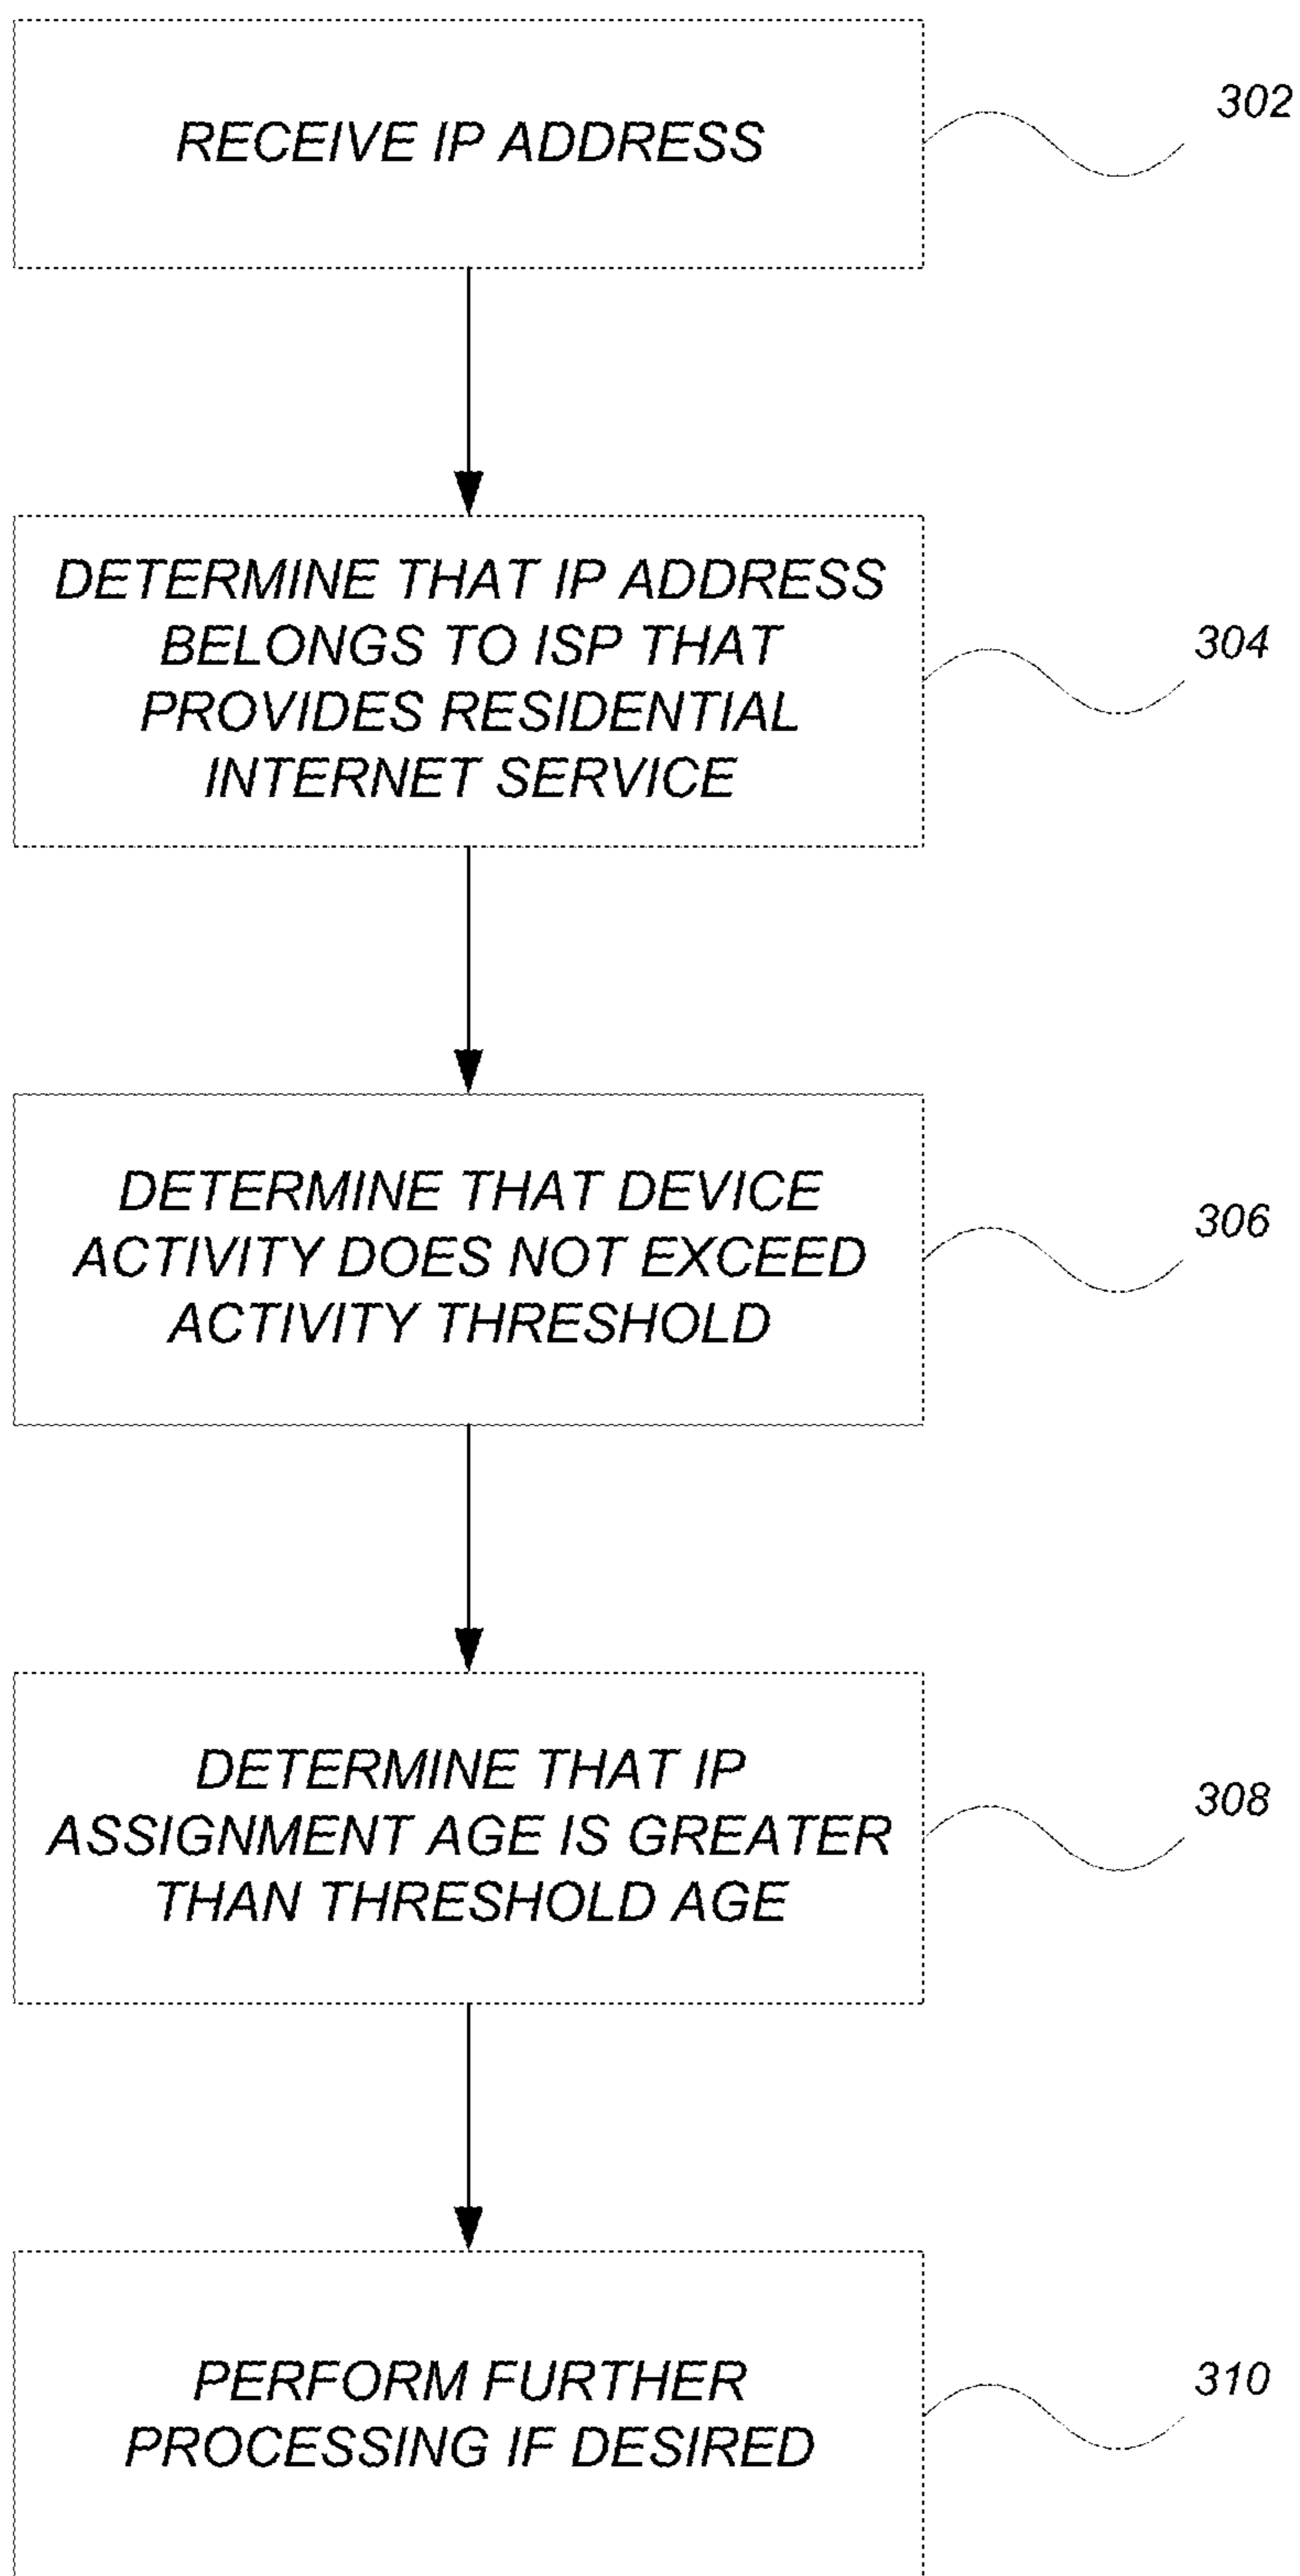 RECEIVE IP ADDRESS
302
DETERMINE THAT IP ADDRESS
BELONGS TO ISP THAT
PROVIDES RESIDENTIAL
INTERNET SERVICE
304
DETERMINE THAT DEVICE
ACTIVITY DOES NOT EXCEED
ACTIVITY THRESHOLD
306
DETERMINE THAT IP
ASSIGNMENT AGE IS GREATER
THAN THRESHOLD AGE
308
PERFORM FURTHER
PROCESSING IF DESIRED
310